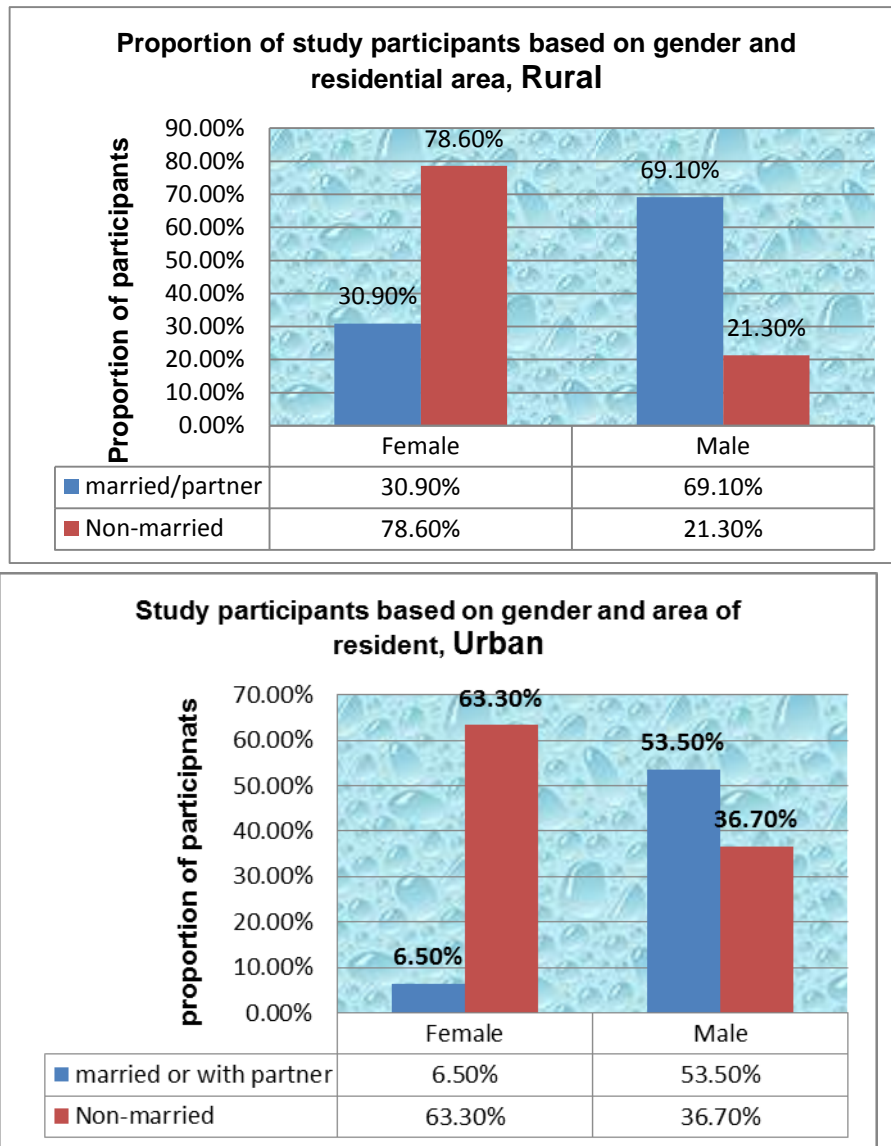 Proportion of study participants based on gender and
residential area, Rural
Proportion of participants
90.00%
80.00%
70.00%
60.00%
50.00%
40.00%
30.00%
20.00%
10.00%
0.00%
78.60%
69.10%
30.90%
21.30%
Female Male
married/partner 30.90% 69.10%
Non-married 78.60% 21.30%
Study participants based on gender and area of
resident, Urban
proportion of participnats
70.00%
60.00%
50.00%
40.00%
30.00%
20.00%
10.00%
0.00%
63.30%
53.50%
36.70%
6.50%
Female Male
married or with partner 6.50% 53.50%
Non-married 63.30% 36.70%